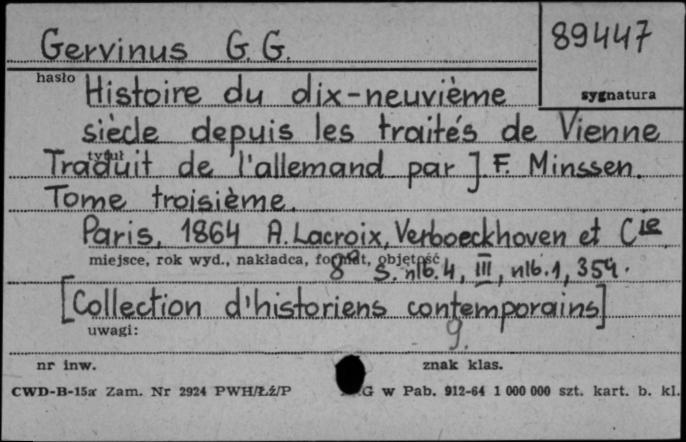 Gervinus G. G.
89447
hasło
sygnatura
Histoire du dix-neuvième
siècle depuis les traités de Vienne
tytuł
Traduit de l'allemand par J. F. Minssen.
Tome troisième.
Paris, 1864 A. Lacroix, Verboeckhoven et Cie
miejsce, rok wyd., nakładca, format, objętość
8° S. nlb. 4, III, nlb. 1, 354.
[Collection d'historiens contemporains]
uwagi:
9.
nr inw.
znak klas.
CWD-B-15a Zam. Nr 2924 PWH/Łź/P G w Pab. 912-64 1 000 000 szt. kart. b. kl.